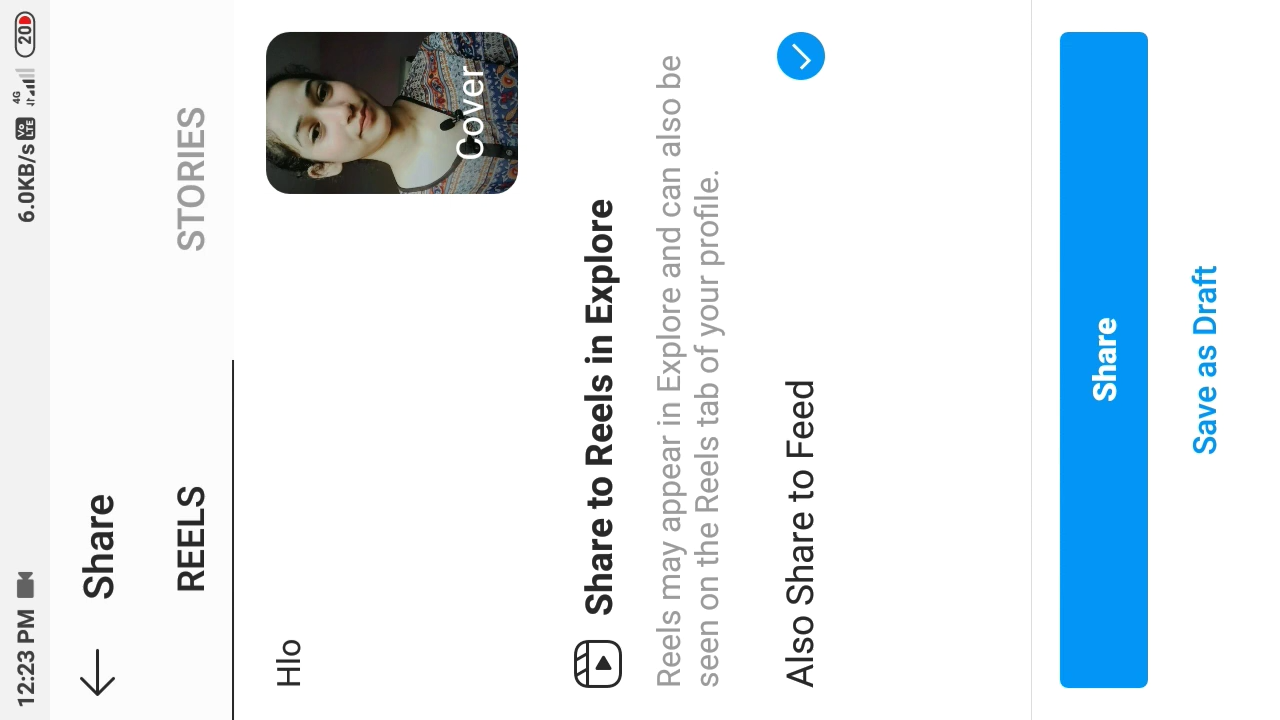 12:23 PM 6.0KB/s Vo LTE 4G 20
Share
REELS STORIES
Hlo
Cover
Share to Reels in Explore
Reels may appear in Explore and can also be
seen on the Reels tab of your profile.
Also Share to Feed
Share
Save as Draft